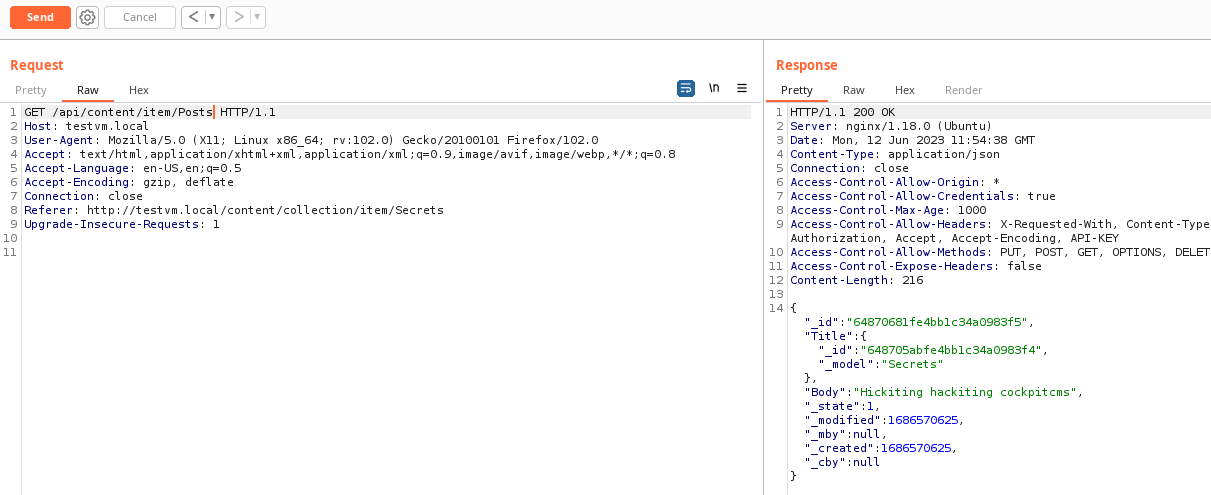 Send Cancel < >
Request
Pretty Raw Hex
\n
1 GET /api/content/item/Posts HTTP/1.1
2 Host: testvm.local
3 User-Agent: Mozilla/5.0 (X11; Linux x86_64; rv:102.0) Gecko/20100101 Firefox/102.0
4 Accept: text/html,application/xhtml+xml,application/xml;q=0.9,image/avif,image/webp,*/*;q=0.8
5 Accept-Language: en-US,en;q=0.5
6 Accept-Encoding: gzip, deflate
7 Connection: close
8 Referer: http://testvm.local/content/collection/item/Secrets
9 Upgrade-Insecure-Requests: 1
10
11
Response
Pretty Raw Hex Render
1 HTTP/1.1 200 OK
2 Server: nginx/1.18.0 (Ubuntu)
3 Date: Mon, 12 Jun 2023 11:54:38 GMT
4 Content-Type: application/json
5 Connection: close
6 Access-Control-Allow-Origin: *
7 Access-Control-Allow-Credentials: true
8 Access-Control-Max-Age: 1000
9 Access-Control-Allow-Headers: X-Requested-With, Content-Type
Authorization, Accept, Accept-Encoding, API-KEY
10 Access-Control-Allow-Methods: PUT, POST, GET, OPTIONS, DELET
11 Access-Control-Expose-Headers: false
12 Content-Length: 216
13
14 {
"_id":"64870681fe4bb1c34a0983f5",
"Title":{
"_id":"648705abfe4bb1c34a0983f4",
"_model":"Secrets"
},
"Body":"Hickiting hackiting cockpitcms",
"_state":1,
"_modified":1686570625,
"_mby":null,
"_created":1686570625,
"_cby":null
}